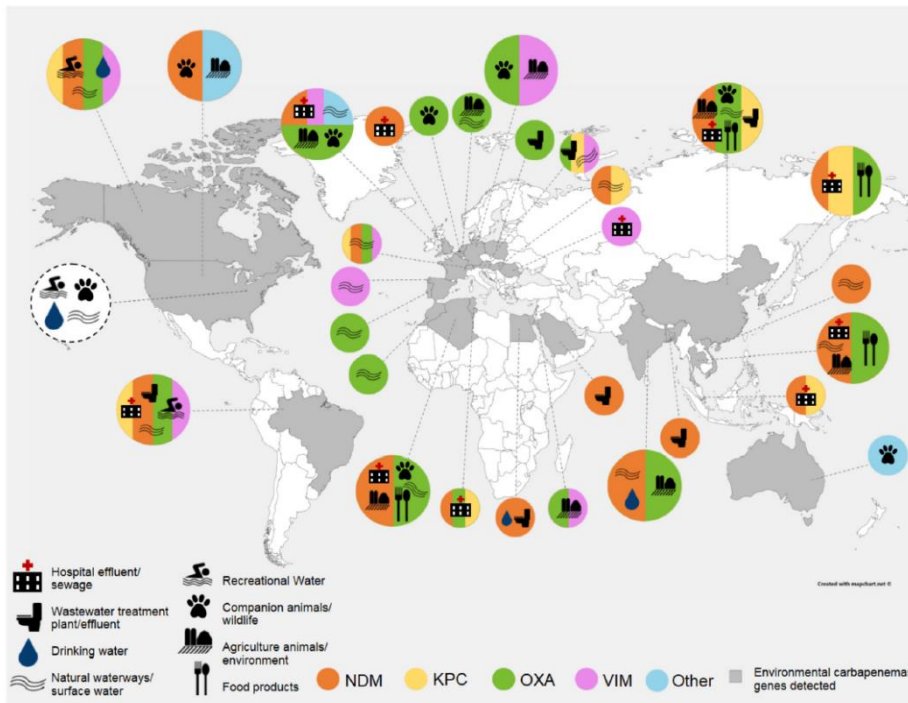 Created with mapchart.net ©
Hospital effluent/
sewage
Wastewater treatment
plant/effluent
Drinking water
Natural waterways/
surface water
Recreational Water
Companion animals/
wildlife
Agriculture animals/
environment
Food products
NDM
KPC
OXA
VIM
Other
Environmental carbapenemas
genes detected